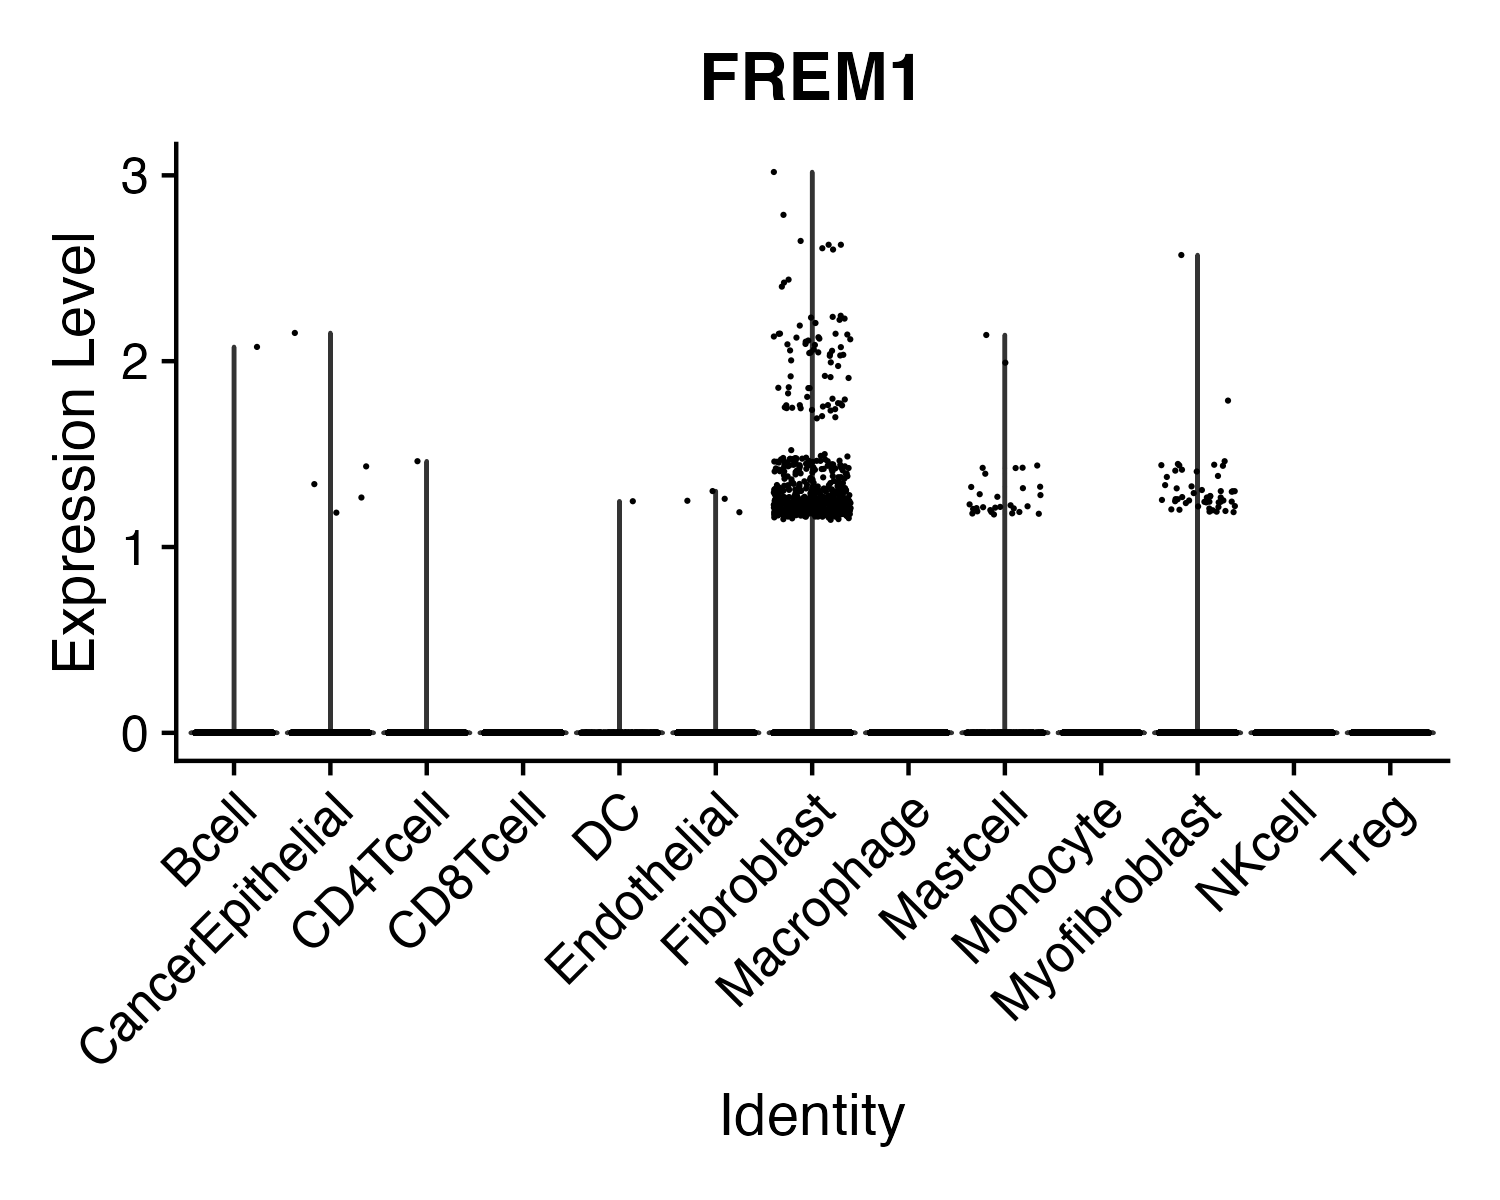 FREM1
Expression Level
3
2
1
0
Bcell
CancerEpithelial
CD4Tcell
CD8Tcell
DC
Endothelial
Fibroblast
Macrophage
Mastcell
Monocyte
Myofibroblast
NKcell
Treg
Identity